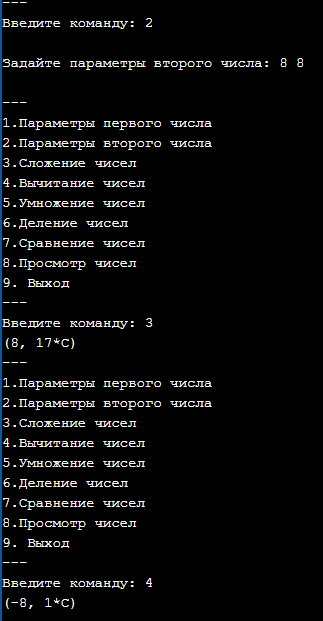 ---
Введите команду: 2
Задайте параметры второго числа: 8 8
---
1.Параметры первого числа
2.Параметры второго числа
3.Сложение чисел
4.Вычитание чисел
5.Умножение чисел
6.Деление чисел
7.Сравнение чисел
8.Просмотр чисел
9. Выход
---
Введите команду: 3
(8, 17*C)
---
1.Параметры первого числа
2.Параметры второго числа
3.Сложение чисел
4.Вычитание чисел
5.Умножение чисел
6.Деление чисел
7.Сравнение чисел
8.Просмотр чисел
9. Выход
---
Введите команду: 4
(-8, 1*C)